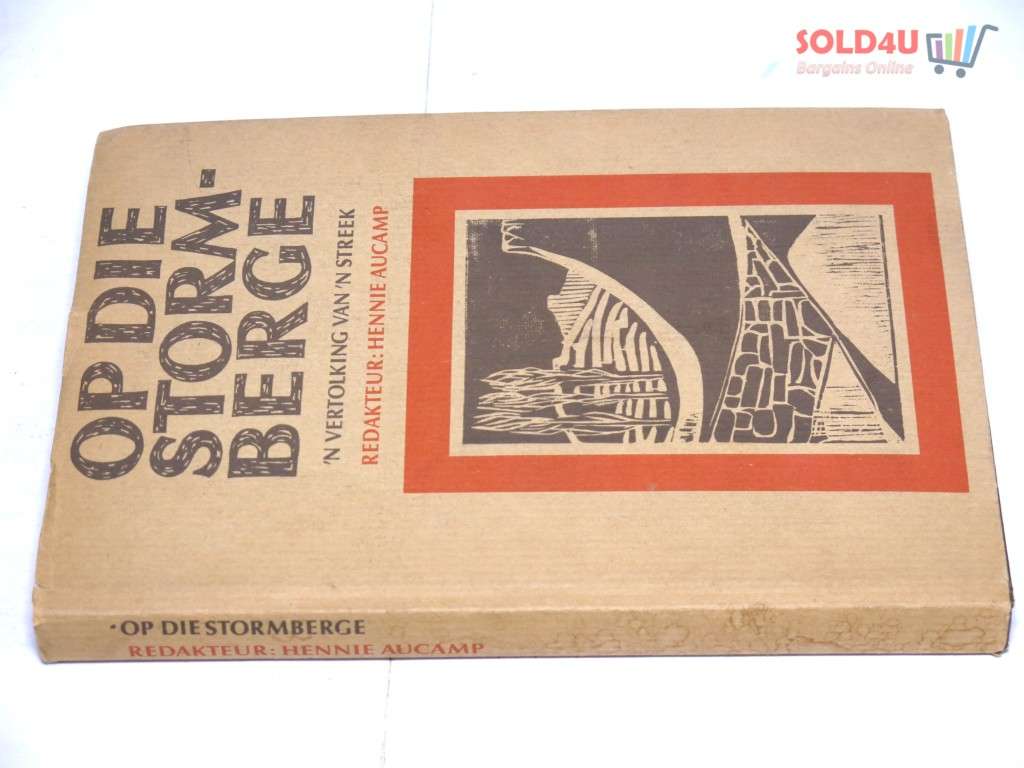 SOLD4U
Bargains Online
OP DIE
STORM-
BERGE
'N VERTOLKING VAN 'N STREEK
REDAKTEUR: HENNIE AUCAMP
·OP DIE STORMBERGE
REDAKTEUR: HENNIE AUCAMP